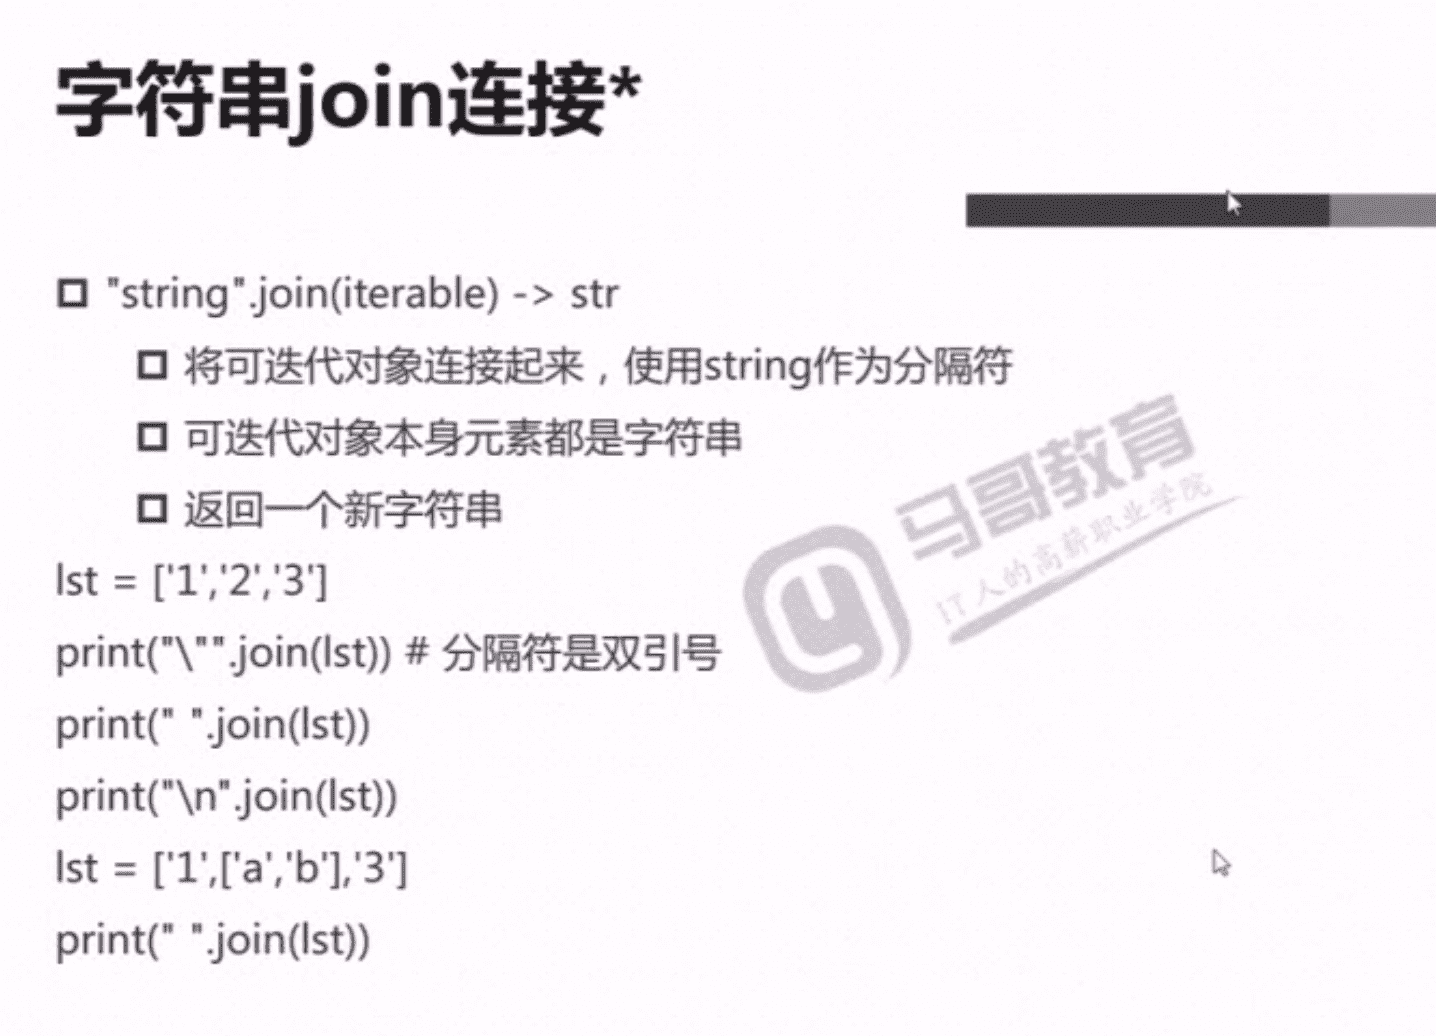 字符串join连接*
"string".join(iterable) -> str
将可迭代对象连接起来，使用string作为分隔符
可迭代对象本身元素都是字符串
返回一个新字符串
lst = ['1','2','3']
print("\"".join(lst)) # 分隔符是双引号
print(" ".join(lst))
print("\n".join(lst))
lst = ['1',['a','b'],'3']
print(" ".join(lst))
马哥教育
IT人的高薪职业学院